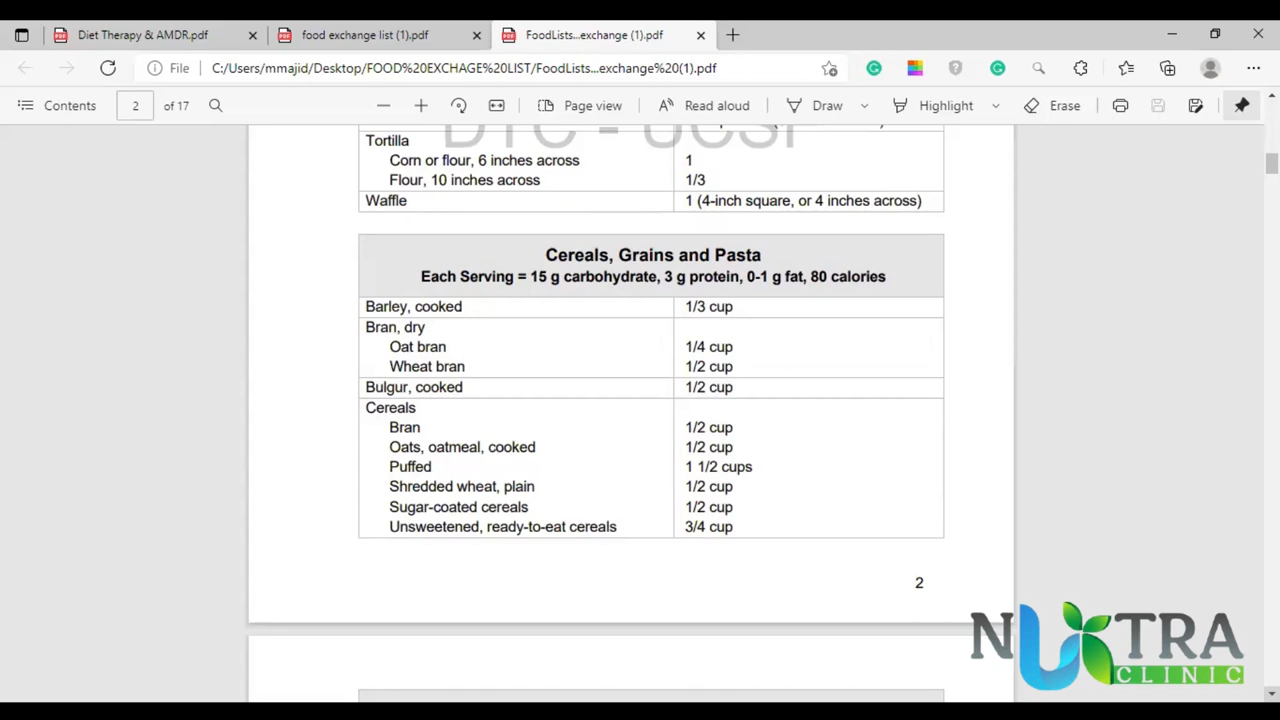 Diet Therapy & AMDR.pdf
food exchange list (1).pdf
FoodLists...exchange (1).pdf
File C:/Users/mmajid/Desktop/FOOD%20EXCHAGE%20LIST/FoodLists...exchange%20(1).pdf
Contents 2 of 17 Page view Read aloud Draw Highlight Erase
Tortilla
Corn or flour, 6 inches across 1
Flour, 10 inches across 1/3
Waffle 1 (4-inch square, or 4 inches across)
Cereals, Grains and Pasta
Each Serving = 15 g carbohydrate, 3 g protein, 0-1 g fat, 80 calories
Barley, cooked 1/3 cup
Bran, dry
Oat bran 1/4 cup
Wheat bran 1/2 cup
Bulgur, cooked 1/2 cup
Cereals
Bran 1/2 cup
Oats, oatmeal, cooked 1/2 cup
Puffed 1 1/2 cups
Shredded wheat, plain 1/2 cup
Sugar-coated cereals 1/2 cup
Unsweetened, ready-to-eat cereals 3/4 cup
2
NUTRA
CLINIC